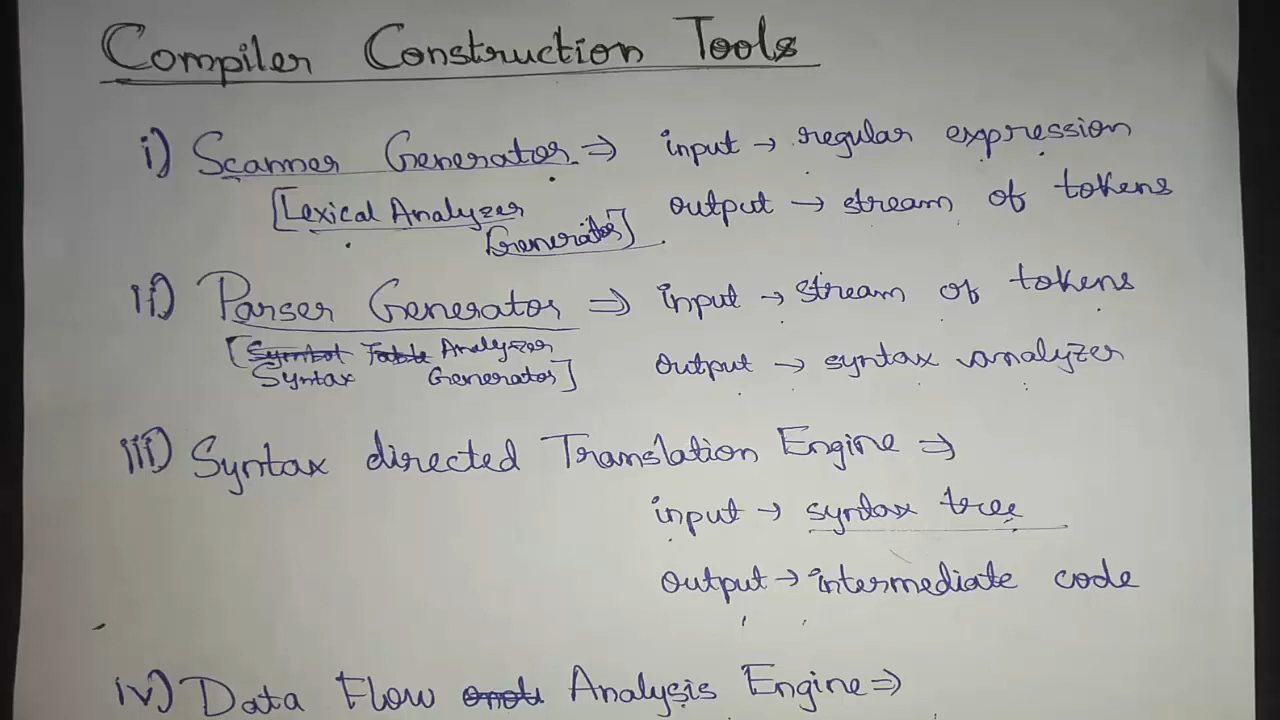 Compiler Construction Tools
i) Scanner Generator ⇒ input → regular expression
[Lexical Analyzer Generator] output → stream of tokens
ii) Parser Generator ⇒ input → stream of tokens
[Symbol Table Analyzer output → syntax analyzer
Syntax Generator]
iii) Syntax directed Translation Engine ⇒
input → syntax tree
output → intermediate code
iv) Data Flow Analysis Engine ⇒